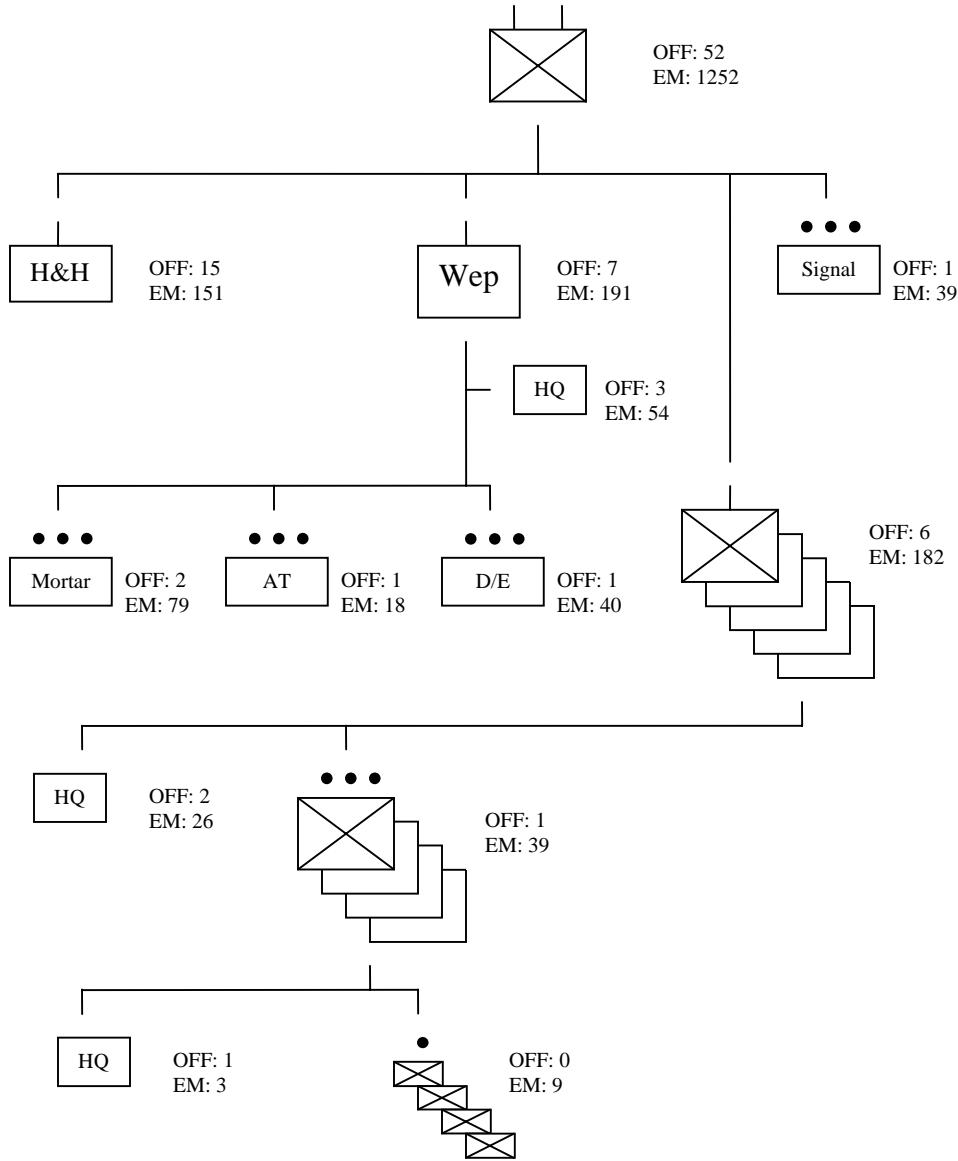 OFF: 52
EM: 1252
H&H
OFF: 15
EM: 151
Wep
OFF: 7
EM: 191
Signal
OFF: 1
EM: 39
HQ
OFF: 3
EM: 54
Mortar
OFF: 2
EM: 79
AT
OFF: 1
EM: 18
D/E
OFF: 1
EM: 40
OFF: 6
EM: 182
HQ
OFF: 2
EM: 26
OFF: 1
EM: 39
HQ
OFF: 1
EM: 3
OFF: 0
EM: 9